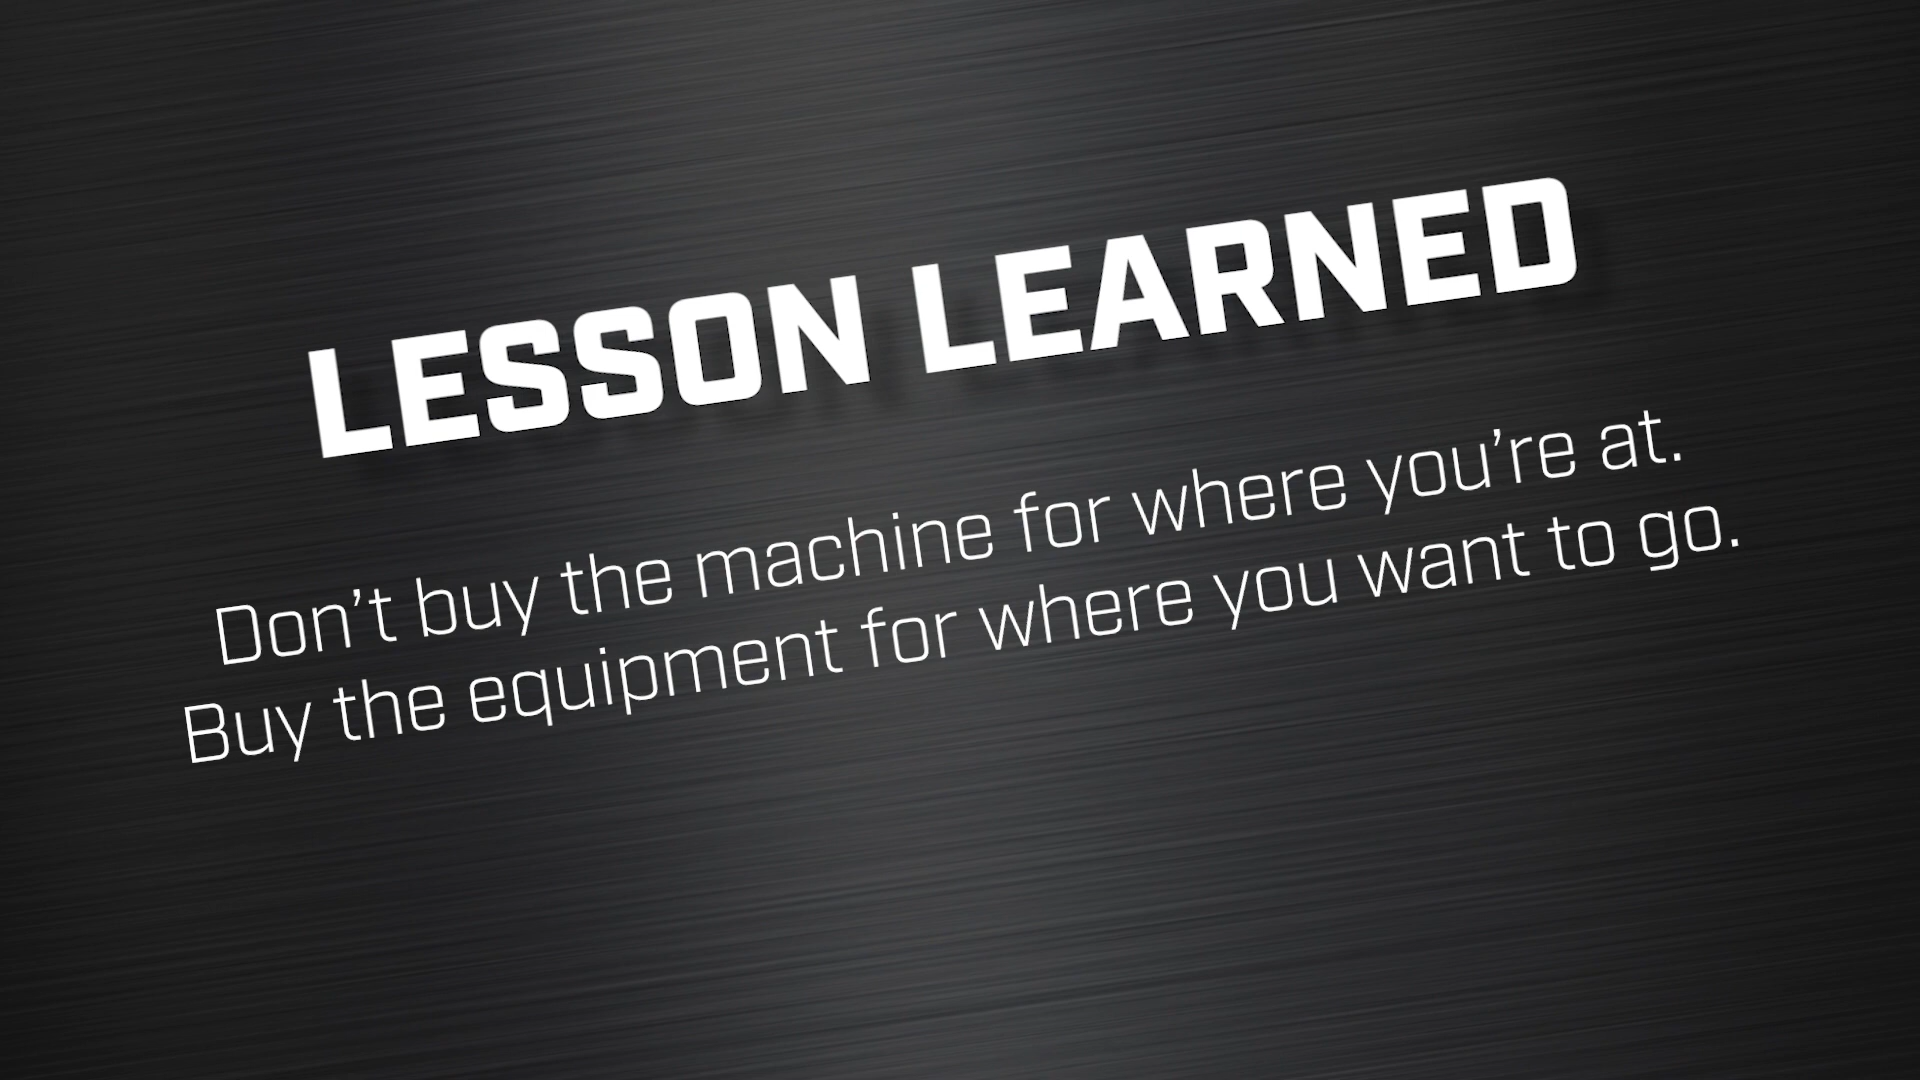 LESSON LEARNED
Don’t buy the machine for where you’re at.
Buy the equipment for where you want to go.